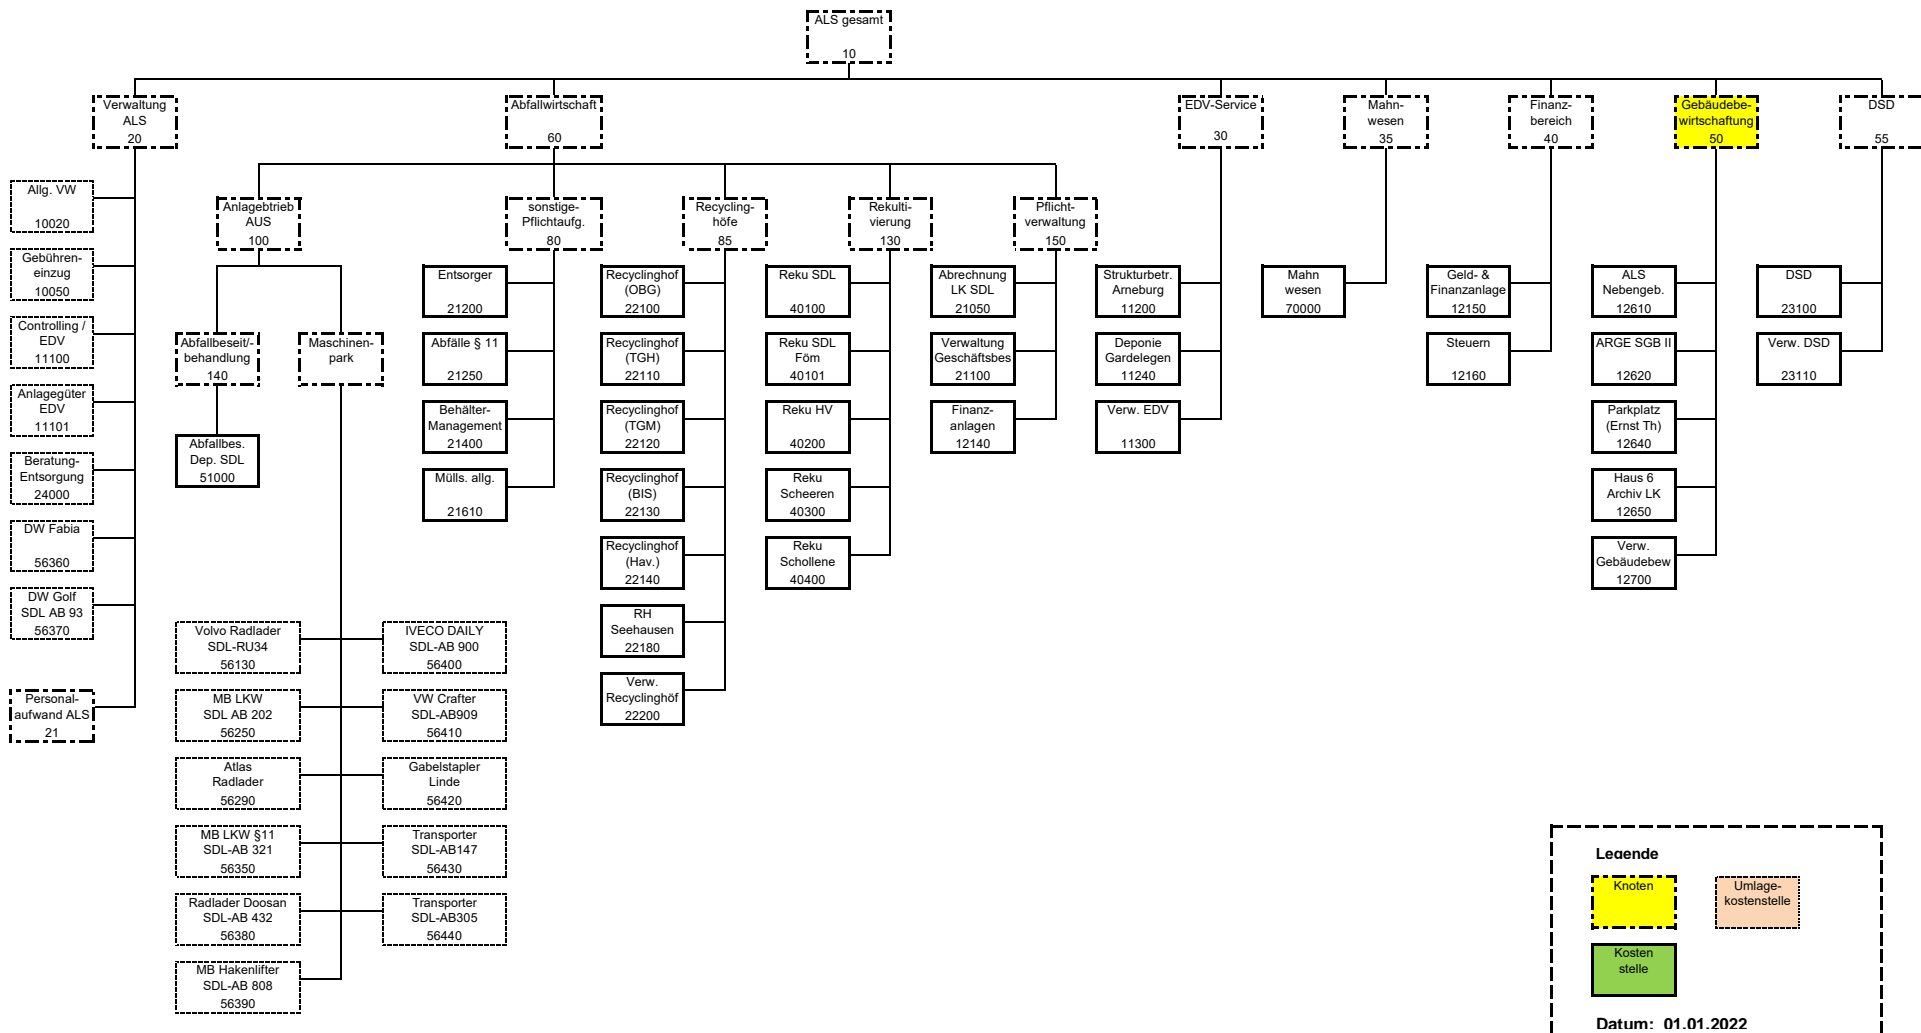 ALS gesamt
10
Verwaltung
ALS
20
Abfallwirtschaft
60
EDV-Service
30
Mahn-
wesen
35
Finanz-
bereich
40
Gebäudebe-
wirtschaftung
50
DSD
55
Allg. VW
10020
Gebühren-
einzug
10050
Controlling /
EDV
11100
Anlagegüter
EDV
11101
Beratung-
Entsorgung
24000
DW Fabia
56360
DW Golf
SDL AB 93
56370
Personal-
aufwand ALS
21
Anlagebtrieb
AUS
100
sonstige-
Pflichtaufg.
80
Recycling-
höfe
85
Rekulti-
vierung
130
Pflicht-
verwaltung
150
Abfallbeseit/-
behandlung
140
Maschinen-
park
Abfallbes.
Dep. SDL
51000
Volvo Radlader
SDL-RU34
56130
MB LKW
SDL AB 202
56250
Atlas
Radlader
56290
MB LKW §11
SDL-AB 321
56350
Radlader Doosan
SDL-AB 432
56380
MB Hakenlifter
SDL-AB 808
56390
IVECO DAILY
SDL-AB 900
56400
VW Crafter
SDL-AB909
56410
Gabelstapler
Linde
56420
Transporter
SDL-AB147
56430
Transporter
SDL-AB305
56440
Entsorger
21200
Abfälle § 11
21250
Behälter-
Management
21400
Mülls. allg.
21610
Recyclinghof
(OBG)
22100
Recyclinghof
(TGH)
22110
Recyclinghof
(TGM)
22120
Recyclinghof
(BIS)
22130
Recyclinghof
(Hav.)
22140
RH
Seehausen
22180
Verw.
Recyclinghöf
22200
Reku SDL
40100
Reku SDL
Föm
40101
Reku HV
40200
Reku
Scheeren
40300
Reku
Schollene
40400
Abrechnung
LK SDL
21050
Verwaltung
Geschäftsbes
21100
Finanz-
anlagen
12140
Strukturbetr.
Arneburg
11200
Deponie
Gardelegen
11240
Verw. EDV
11300
Mahn
wesen
70000
Geld- &
Finanzanlage
12150
Steuern
12160
ALS
Nebengeb.
12610
ARGE SGB II
12620
Parkplatz
(Ernst Th)
12640
Haus 6
Archiv LK
12650
Verw.
Gebäudebew
12700
DSD
23100
Verw. DSD
23110
Legende
Knoten
Umlage-
kostenstelle
Kosten
stelle
Datum: 01.01.2022